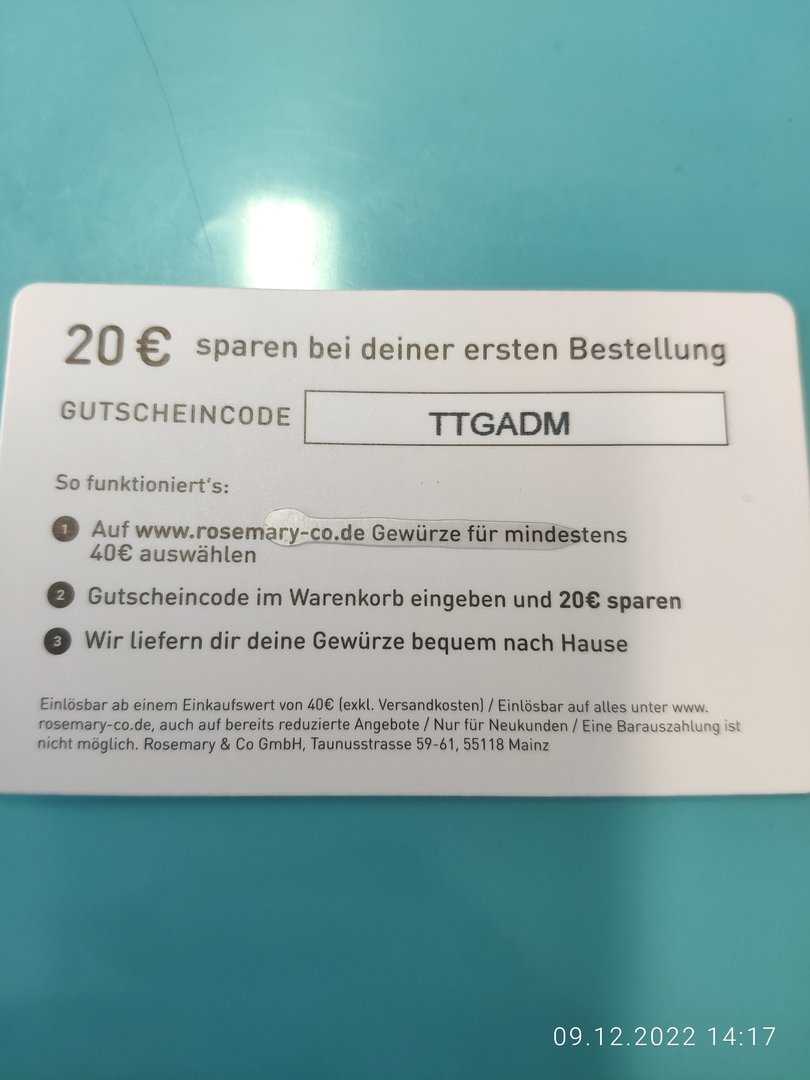 20 € sparen bei deiner ersten Bestellung
GUTSCHEINCODE TTGADM
So funktioniert's:
1 Auf www.rosemary-co.de Gewürze für mindestens
40€ auswählen
2 Gutscheincode im Warenkorb eingeben und 20€ sparen
3 Wir liefern dir deine Gewürze bequem nach Hause
Einlösbar ab einem Einkaufswert von 40€ (exkl. Versandkosten) / Einlösbar auf alles unter www.
rosemary-co.de, auch auf bereits reduzierte Angebote / Nur für Neukunden / Eine Barauszahlung ist
nicht möglich. Rosemary & Co GmbH, Taunusstrasse 59-61, 55118 Mainz
09.12.2022 14:17